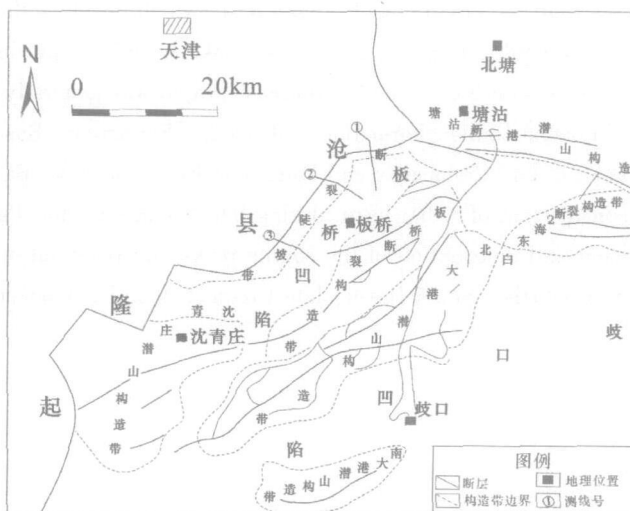 天津
N
0 20km
北塘
塘沽
塘沽新港潜山构造带
①
②
③
沧县隆起
断裂陡坡带
板桥凹陷
板桥
板桥断裂构造带
海2断裂构造带
北白东
大港潜山构造带
沈青庄潜山构造带
沈青庄
歧口凹陷
歧口
南大港潜山构造带
图例
断层
地理位置
构造带边界
① 测线号